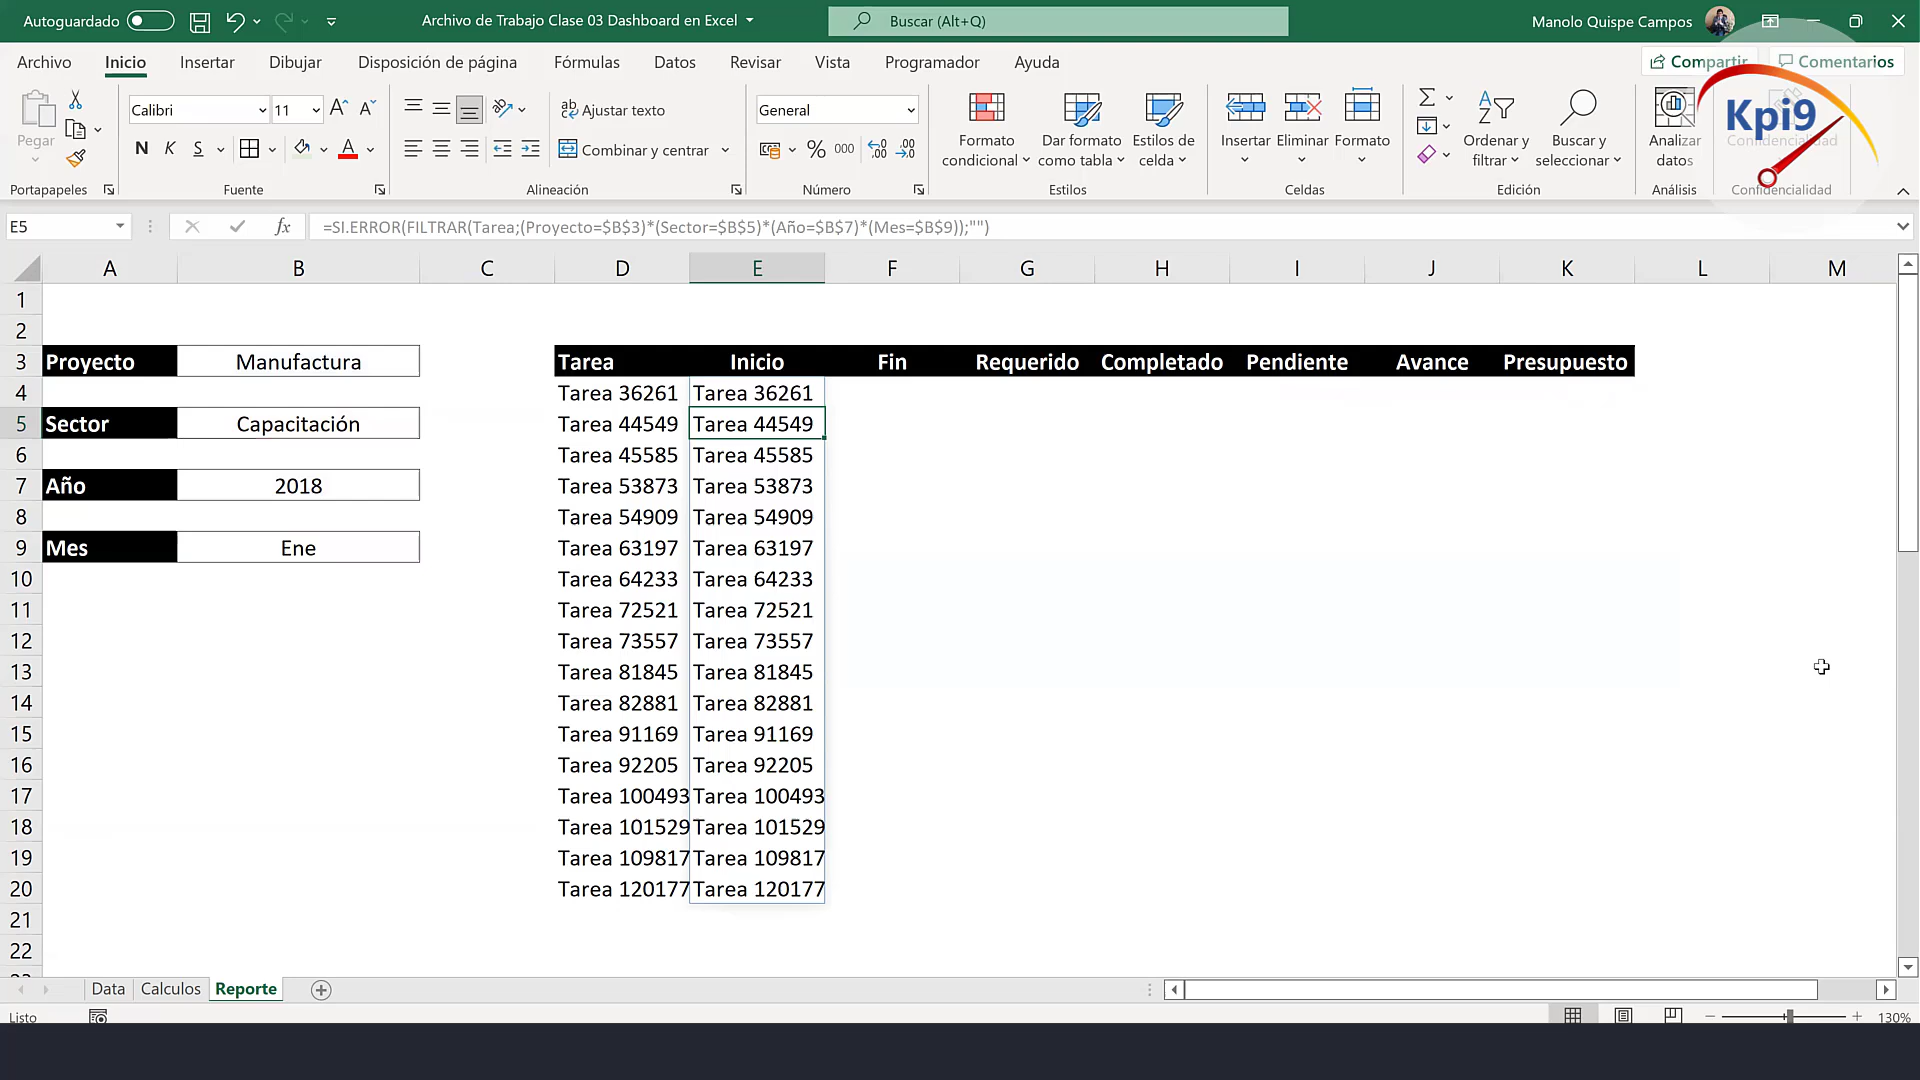 Autoguardado
Archivo de Trabajo Clase 03 Dashboard en Excel
Buscar (Alt+Q)
Manolo Quispe Campos
Archivo Inicio Insertar Dibujar Disposición de página Fórmulas Datos Revisar Vista Programador Ayuda
Compartir Comentarios
Pegar
Portapapeles
Calibri 11
N K S
Fuente
Ajustar texto
Combinar y centrar
Alineación
General
% 000
Número
Formato condicional
Dar formato como tabla
Estilos de celda
Estilos
Insertar Eliminar Formato
Celdas
Ordenar y filtrar
Buscar y seleccionar
Edición
Analizar datos
Análisis
Kpi9
Confidencialidad
Confidencialidad
E5 fx =SI.ERROR(FILTRAR(Tarea;(Proyecto=$B$3)*(Sector=$B$5)*(Año=$B$7)*(Mes=$B$9));"")
A B C D E F G H I J K L M
1
2
3 Proyecto Manufactura Tarea Inicio Fin Requerido Completado Pendiente Avance Presupuesto
4 Tarea 36261 Tarea 36261
5 Sector Capacitación Tarea 44549 Tarea 44549
6 Tarea 45585 Tarea 45585
7 Año 2018 Tarea 53873 Tarea 53873
8 Tarea 54909 Tarea 54909
9 Mes Ene Tarea 63197 Tarea 63197
10 Tarea 64233 Tarea 64233
11 Tarea 72521 Tarea 72521
12 Tarea 73557 Tarea 73557
13 Tarea 81845 Tarea 81845
14 Tarea 82881 Tarea 82881
15 Tarea 91169 Tarea 91169
16 Tarea 92205 Tarea 92205
17 Tarea 100493 Tarea 100493
18 Tarea 101529 Tarea 101529
19 Tarea 109817 Tarea 109817
20 Tarea 120177 Tarea 120177
21
22
Data Calculos Reporte
Listo
130%